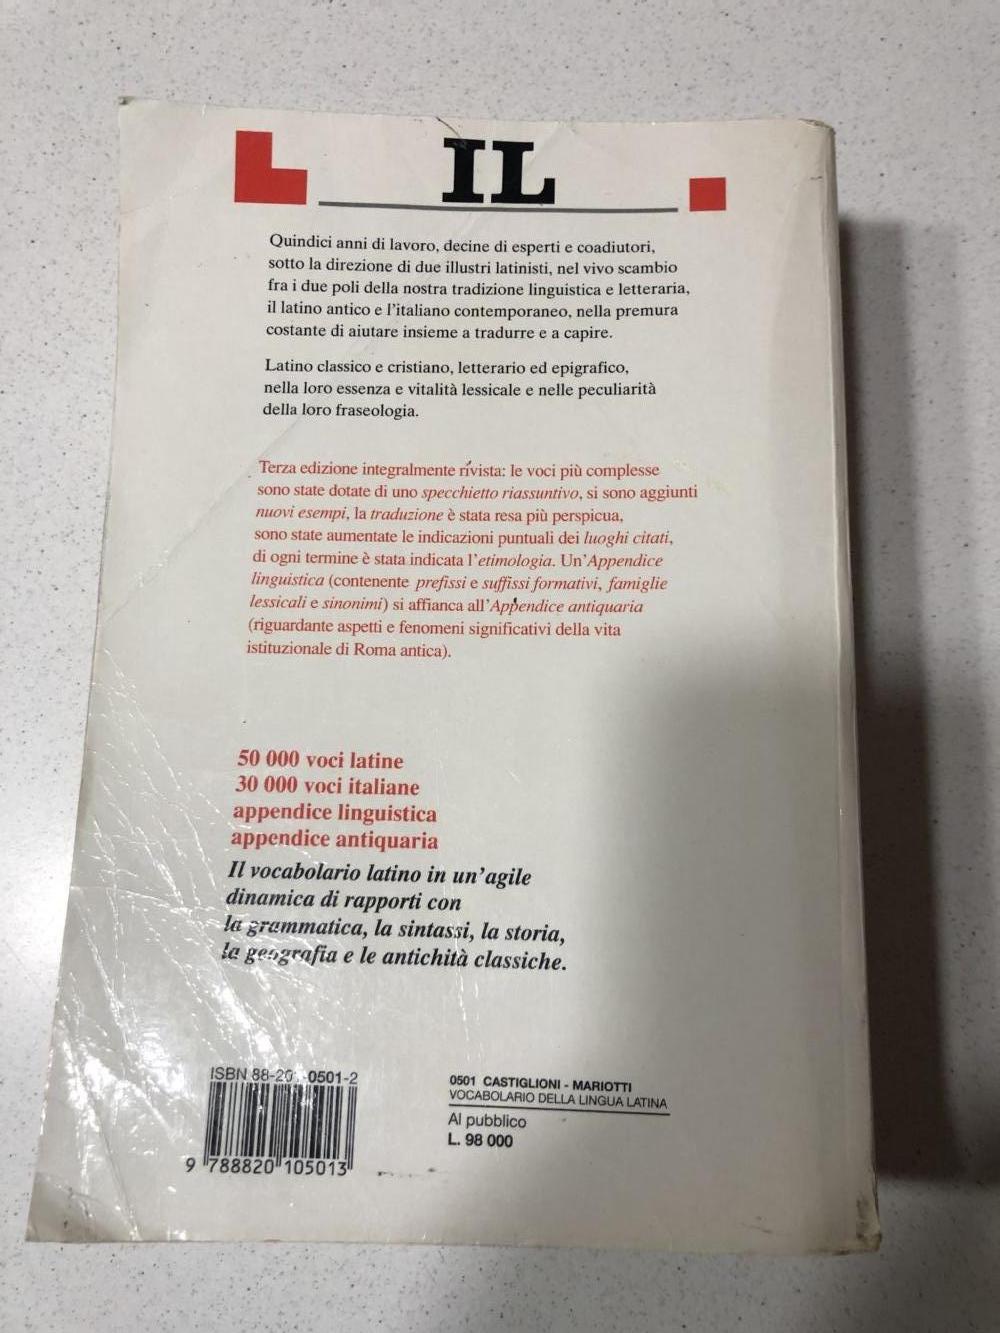 IL
Quindici anni di lavoro, decine di esperti e coadiutori,
sotto la direzione di due illustri latinisti, nel vivo scambio
fra i due poli della nostra tradizione linguistica e letteraria,
il latino antico e l'italiano contemporaneo, nella premura
costante di aiutare insieme a tradurre e a capire.
Latino classico e cristiano, letterario ed epigrafico,
nella loro essenza e vitalità lessicale e nelle peculiarità
della loro fraseologia.
Terza edizione integralmente rivista: le voci più complesse
sono state dotate di uno specchietto riassuntivo, si sono aggiunti
nuovi esempi, la traduzione è stata resa più perspicua,
sono state aumentate le indicazioni puntuali dei luoghi citati,
di ogni termine è stata indicata l'etimologia. Un'Appendice
linguistica (contenente prefissi e suffissi formativi, famiglie
lessicali e sinonimi) si affianca all'Appendice antiquaria
(riguardante aspetti e fenomeni significativi della vita
istituzionale di Roma antica).
50 000 voci latine
30 000 voci italiane
appendice linguistica
appendice antiquaria
Il vocabolario latino in un'agile
dinamica di rapporti con
la grammatica, la sintassi, la storia,
la geografia e le antichità classiche.
ISBN 88-201-0501-2
9 788820 105013
0501 CASTIGLIONI - MARIOTTI
VOCABOLARIO DELLA LINGUA LATINA
Al pubblico
L. 98 000